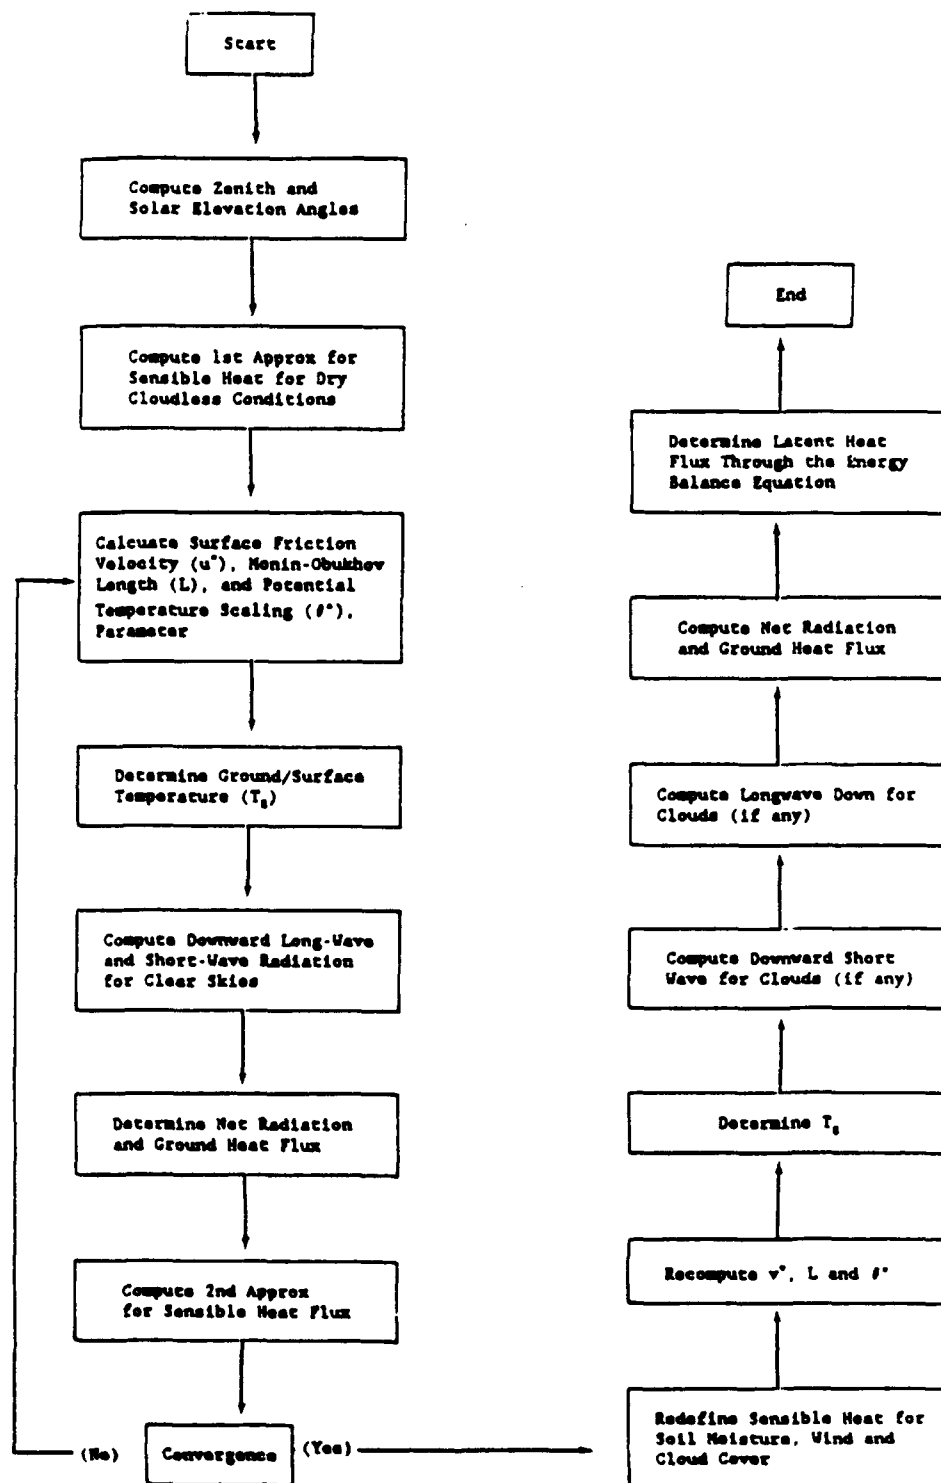 Start
Compute Zenith and
Solar Elevation Angles
Compute 1st Approx for
Sensible Heat for Dry
Cloudless Conditions
Calcuate Surface Friction
Velocity (u*), Monin-Obukhov
Length (L), and Potential
Temperature Scaling (θ*),
Parameter
Determine Ground/Surface
Temperature (Tg)
Compute Downward Long-Wave
and Short-Wave Radiation
for Clear Skies
Determine Net Radiation
and Ground Heat Flux
Compute 2nd Approx
for Sensible Heat Flux
(No)
Convergence
(Yes)
Redefine Sensible Heat for
Soil Moisture, Wind and
Cloud Cover
Recompute v*, L and θ*
Determine Tg
Compute Downward Short
Wave for Clouds (if any)
Compute Longwave Down for
Clouds (if any)
Compute Net Radiation
and Ground Heat Flux
Determine Latent Heat
Flux Through the Energy
Balance Equation
End